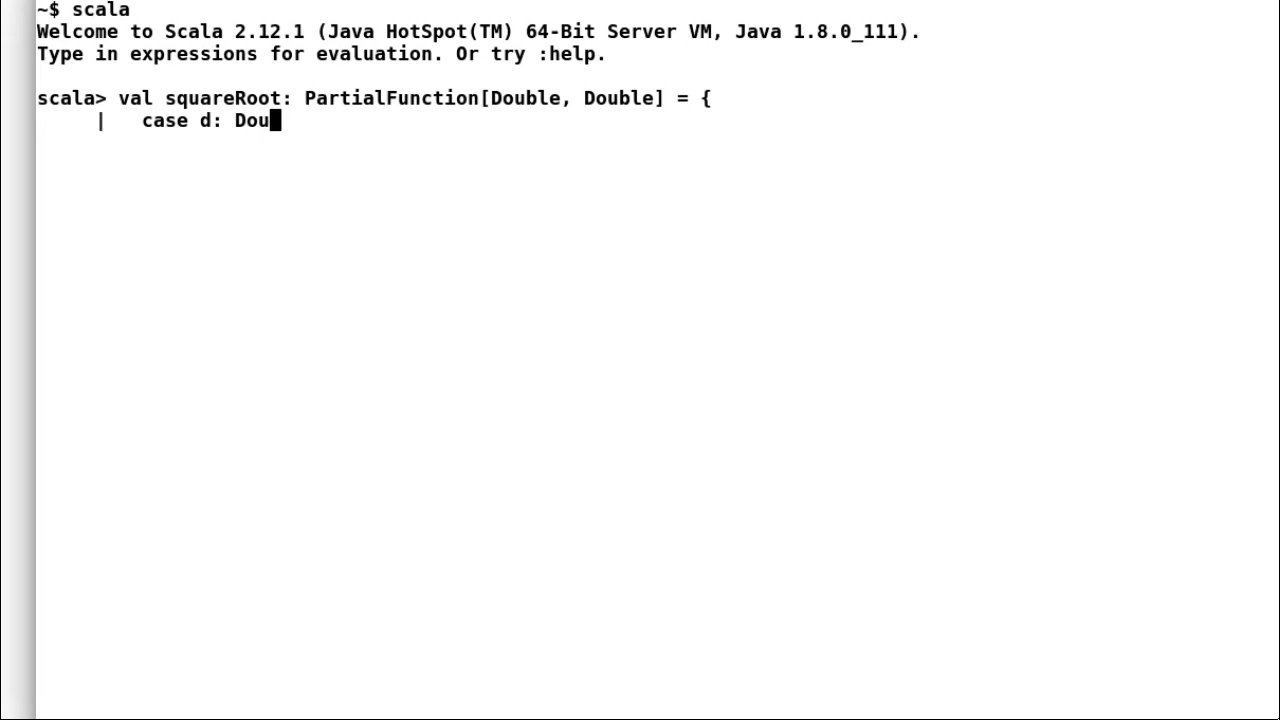 ~$ scala
Welcome to Scala 2.12.1 (Java HotSpot(TM) 64-Bit Server VM, Java 1.8.0_111).
Type in expressions for evaluation. Or try :help.
scala> val squareRoot: PartialFunction[Double, Double] = {
     |   case d: Dou